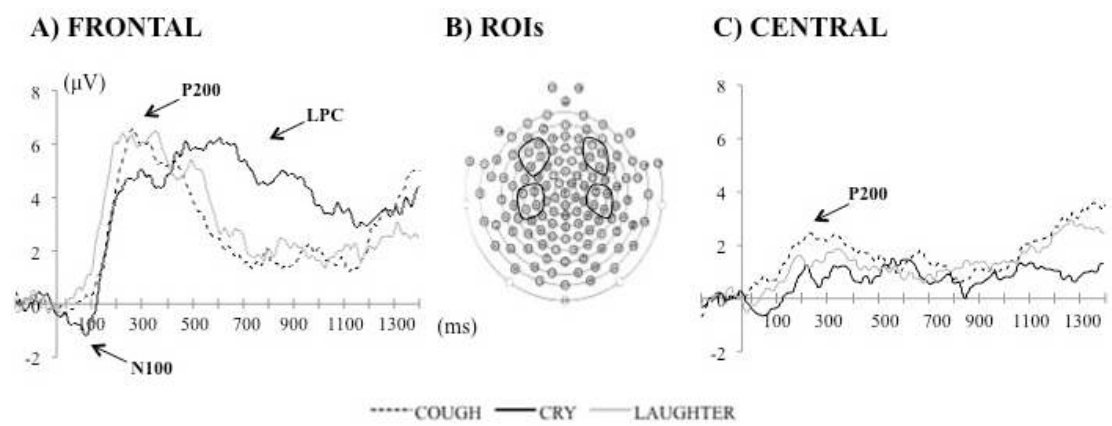 A) FRONTAL
B) ROIs
C) CENTRAL
(µV)
8
6
4
2
0
-2
P200
LPC
N100
100 300 500 700 900 1100 1300
(ms)
8
6
4
2
0
-2
P200
100 300 500 700 900 1100 1300
COUGH CRY LAUGHTER